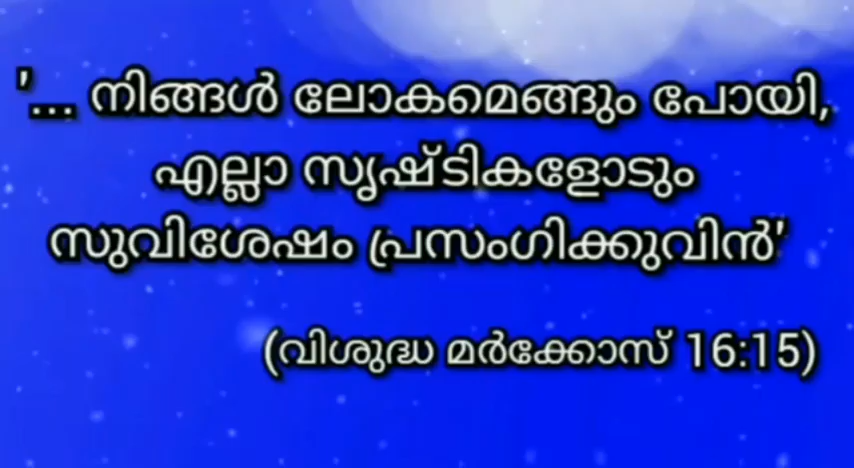 '... നിങ്ങൾ ലോകമെങ്ങും പോയി,
എല്ലാ സൃഷ്ടികളോടും
സുവിശേഷം പ്രസംഗിക്കുവിൻ'
(വിശുദ്ധ മർക്കോസ് 16:15)